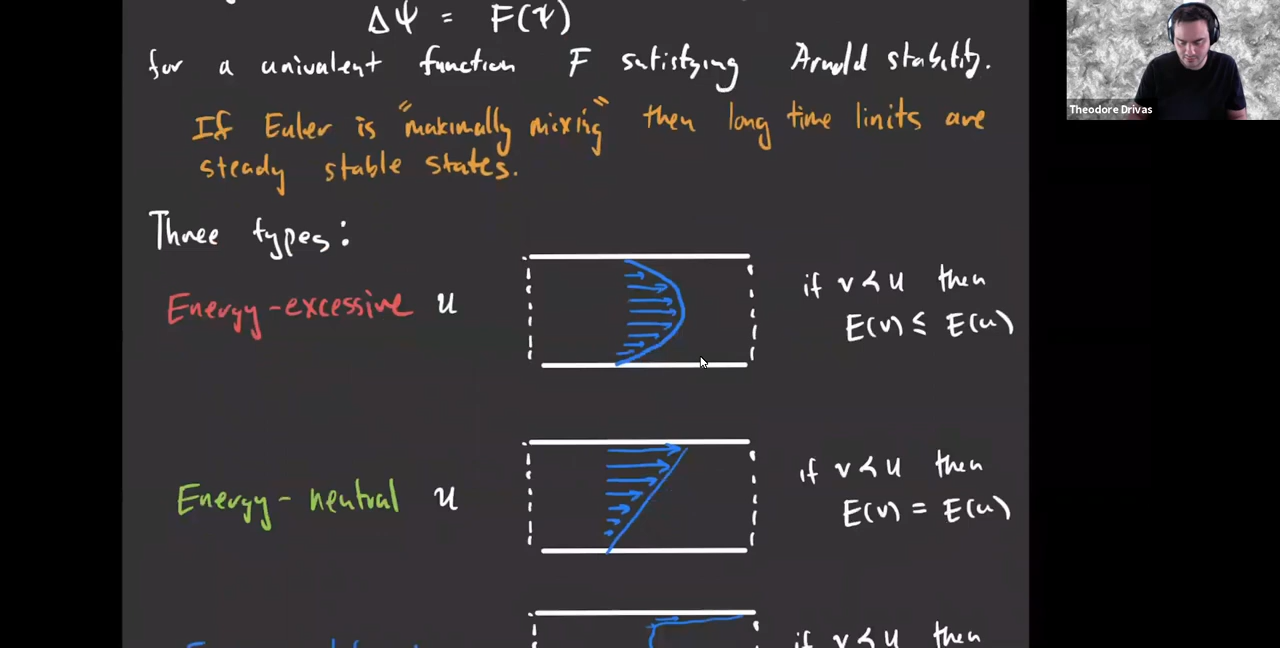 ΔΨ = F(Ψ)
for a univalent function F satisfying Arnold stability.
If Euler is "maximally mixing" then long time limits are
steady stable states.
Three types:
Energy-excessive u
if v ≺ u then
E(v) ≤ E(u)
Energy-neutral u
if v ≺ u then
E(v) = E(u)
if v ≺ u then
Theodore Drivas